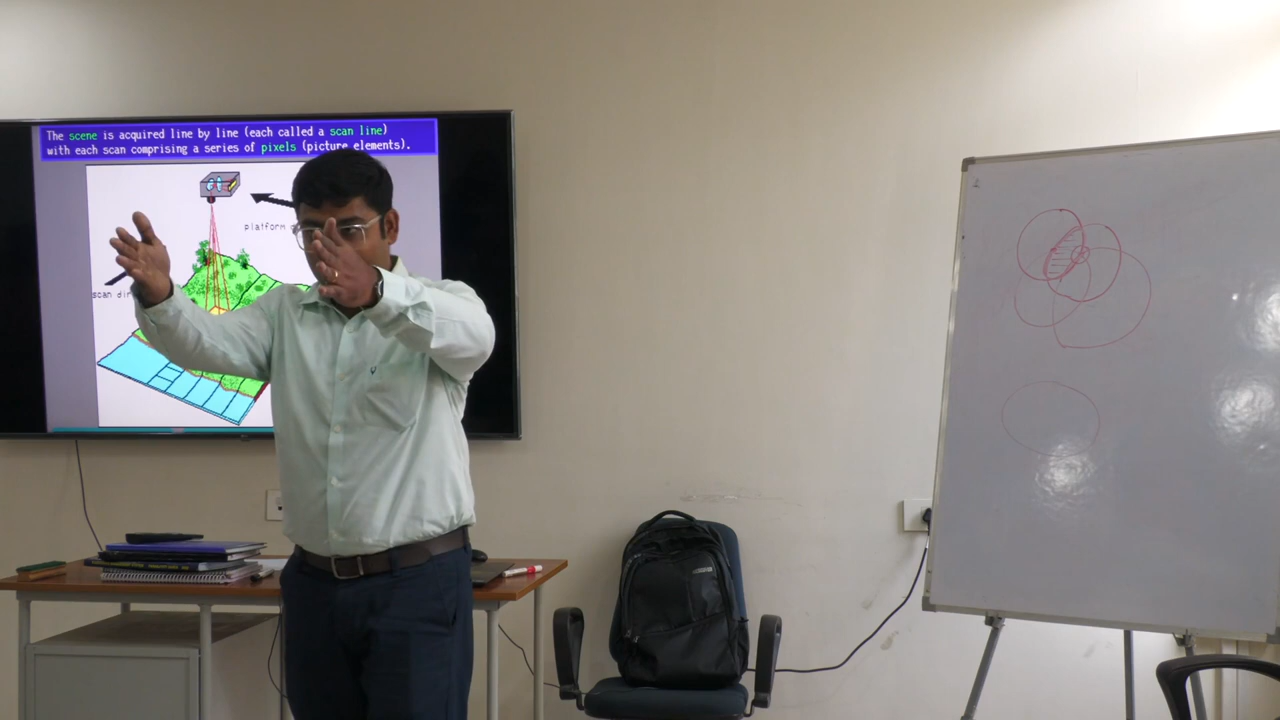 The scene is acquired line by line (each called a scan line)
with each scan comprising a series of pixels (picture elements).
platform
scan